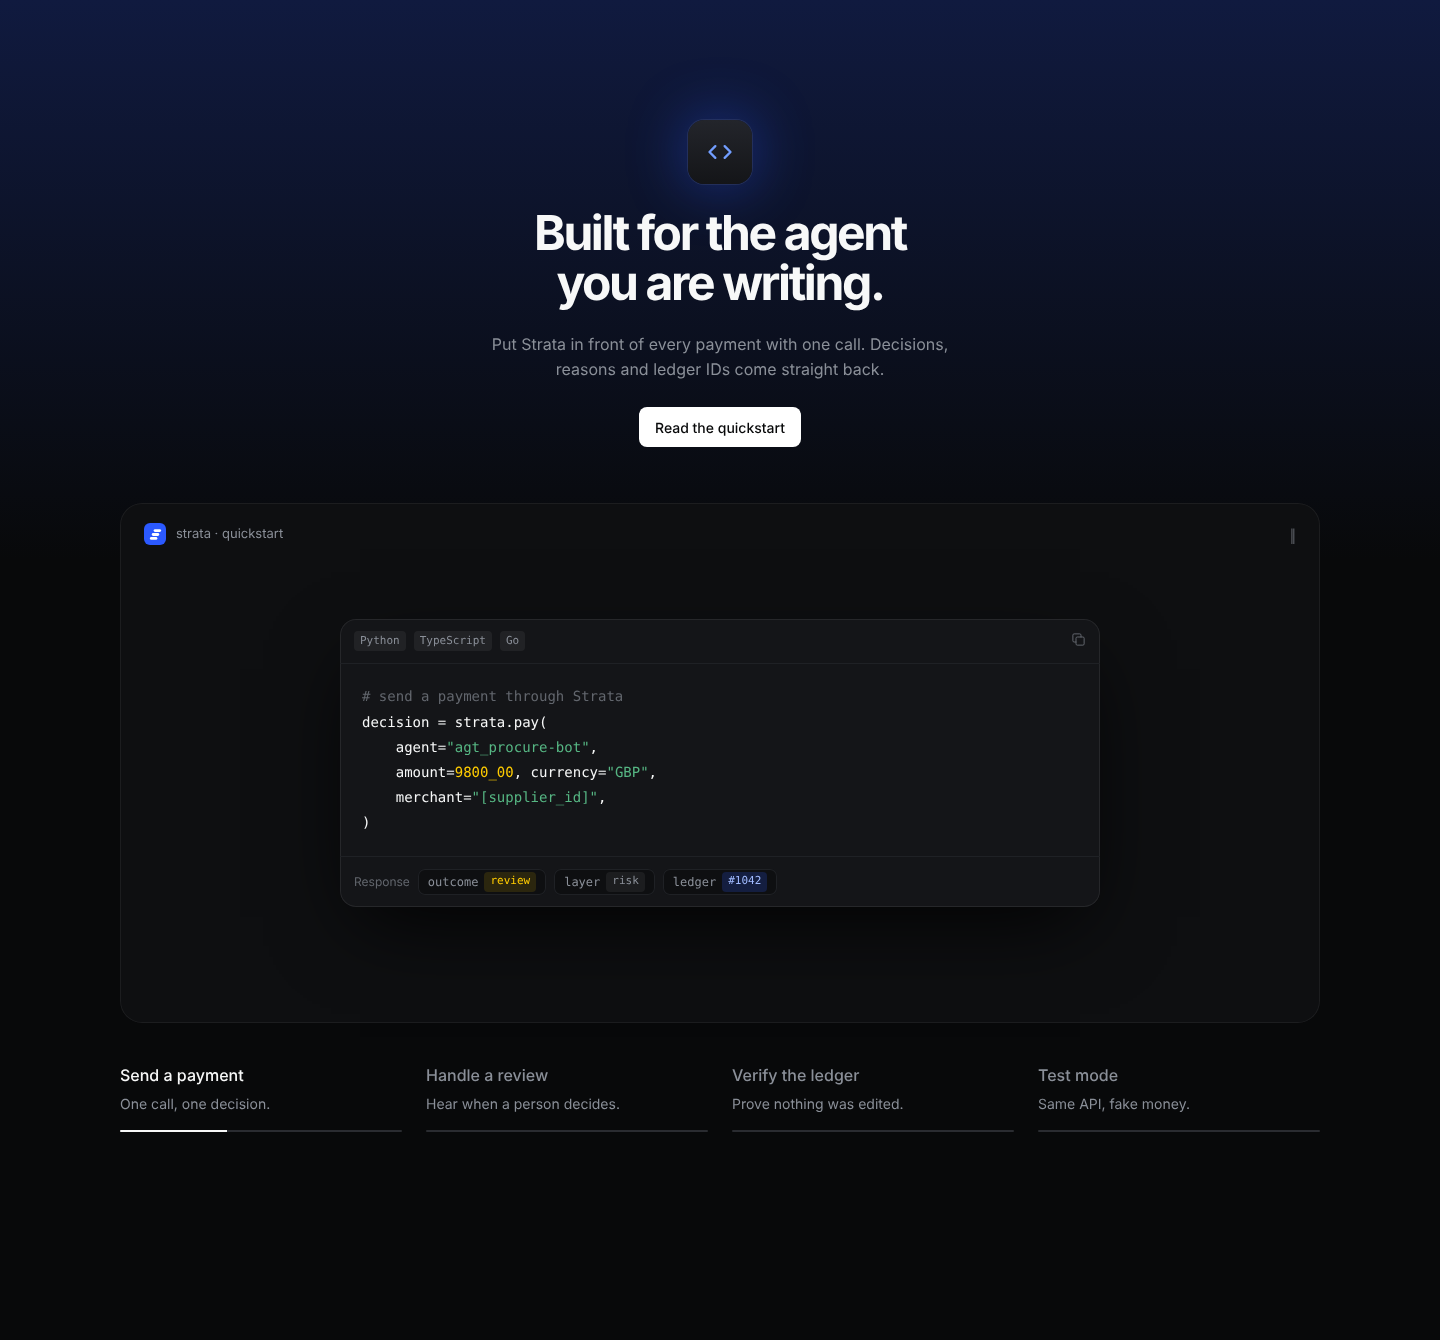 Built for the agent
you are writing.
Put Strata in front of every payment with one call. Decisions,
reasons and ledger IDs come straight back.
Read the quickstart
strata · quickstart
Python TypeScript Go
# send a payment through Strata
decision = strata.pay(
    agent="agt_procure-bot",
    amount=9800_00, currency="GBP",
    merchant="[supplier_id]",
)
Response outcome review layer risk ledger #1042
Send a payment
One call, one decision.
Handle a review
Hear when a person decides.
Verify the ledger
Prove nothing was edited.
Test mode
Same API, fake money.